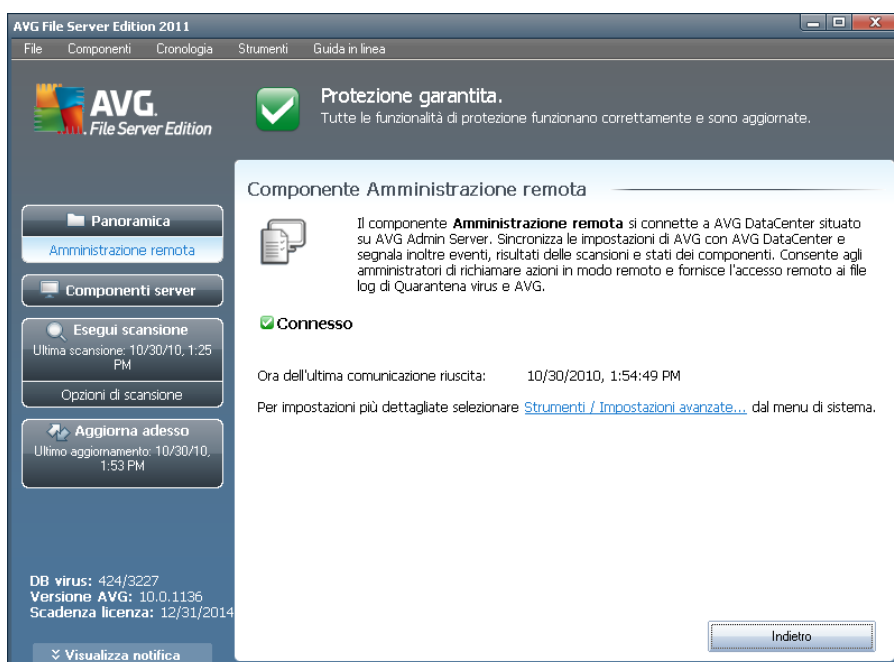 AVG File Server Edition 2011
File Componenti Cronologia Strumenti Guida in linea
AVG.
File Server Edition
Protezione garantita.
Tutte le funzionalità di protezione funzionano correttamente e sono aggiornate.
Panoramica
Amministrazione remota
Componenti server
Esegui scansione
Ultima scansione: 10/30/10, 1:25
PM
Opzioni di scansione
Aggiorna adesso
Ultimo aggiornamento: 10/30/10,
1:53 PM
DB virus: 424/3227
Versione AVG: 10.0.1136
Scadenza licenza: 12/31/2014
Visualizza notifica
Componente Amministrazione remota
Il componente Amministrazione remota si connette a AVG DataCenter situato
su AVG Admin Server. Sincronizza le impostazioni di AVG con AVG DataCenter e
segnala inoltre eventi, risultati delle scansioni e stati dei componenti. Consente agli
amministratori di richiamare azioni in modo remoto e fornisce l'accesso remoto ai file
log di Quarantena virus e AVG.
Connesso
Ora dell'ultima comunicazione riuscita: 10/30/2010, 1:54:49 PM
Per impostazioni più dettagliate selezionare Strumenti / Impostazioni avanzate... dal menu di sistema.
Indietro